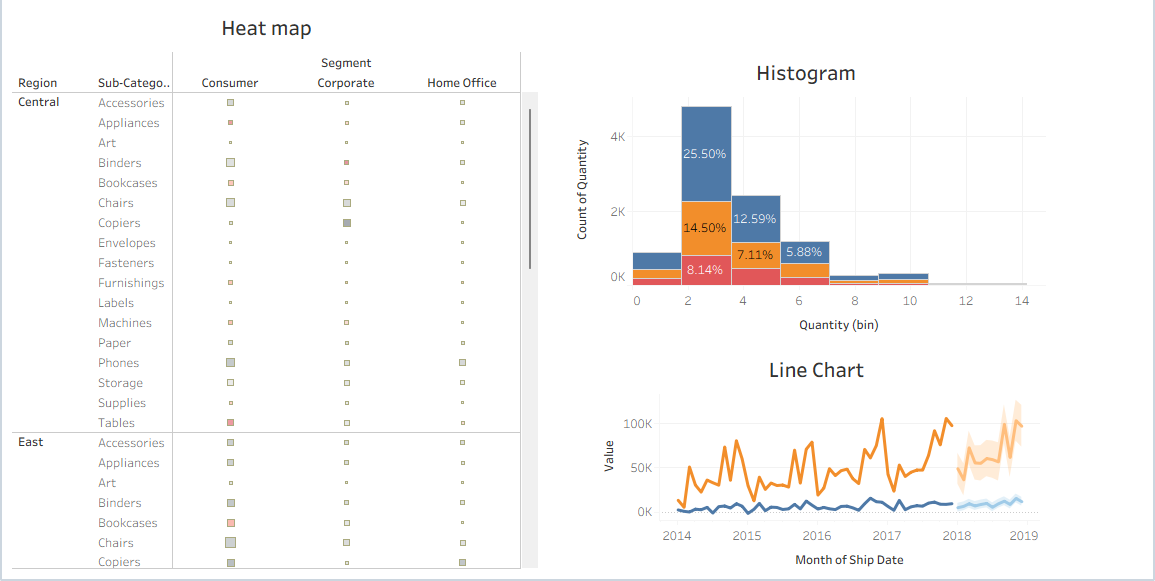 Heat map
Segment
Region Sub-Catego.. Consumer Corporate Home Office
Central Accessories
Appliances
Art
Binders
Bookcases
Chairs
Copiers
Envelopes
Fasteners
Furnishings
Labels
Machines
Paper
Phones
Storage
Supplies
Tables
East Accessories
Appliances
Art
Binders
Bookcases
Chairs
Copiers
Histogram
Count of Quantity
4K
2K
0K
25.50%
14.50%
8.14%
12.59%
7.11%
5.88%
0 2 4 6 8 10 12 14
Quantity (bin)
Line Chart
Value
100K
50K
0K
2014 2015 2016 2017 2018 2019
Month of Ship Date